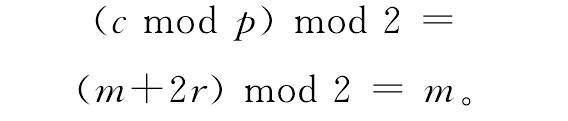 (c mod p) mod 2 =
(m+2r) mod 2 = m。